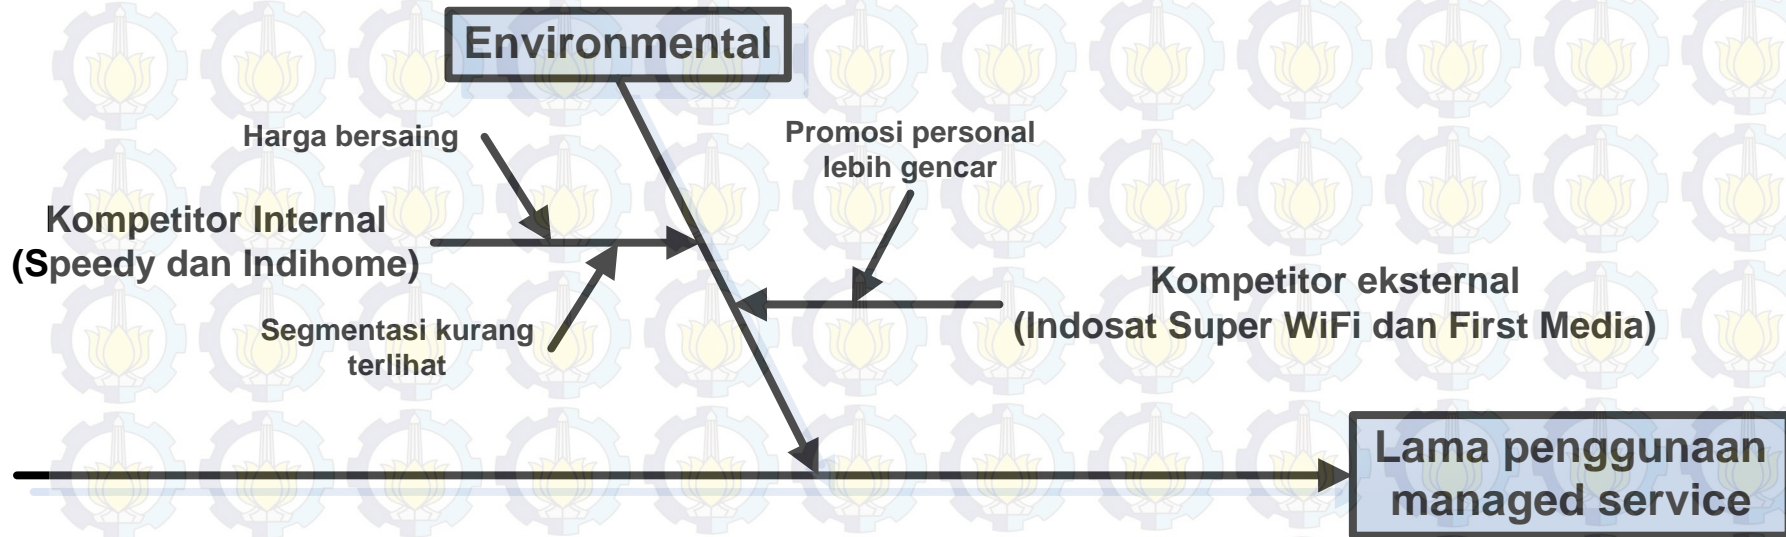 Environmental
Harga bersaing
Promosi personal
lebih gencar
Kompetitor Internal
(Speedy dan Indihome)
Kompetitor eksternal
(Indosat Super WiFi dan First Media)
Segmentasi kurang
terlihat
Lama penggunaan
managed service